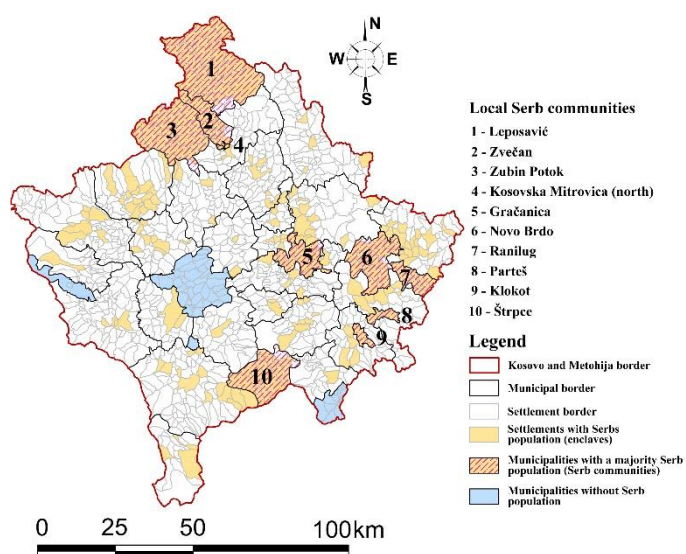 N
W E
S
1
2
3
4
5
6
7
8
9
10
Local Serb communities
1 - Leposavić
2 - Zvečan
3 - Zubin Potok
4 - Kosovska Mitrovica (north)
5 - Gračanica
6 - Novo Brdo
7 - Ranilug
8 - Parteš
9 - Klokot
10 - Štrpce
Legend
Kosovo and Metohija border
Municipal border
Settlement border
Settlements with Serbs
population (enclaves)
Municipalities with a majority Serb
population (Serb communities)
Municipalities without Serb
population
0 25 50 100km